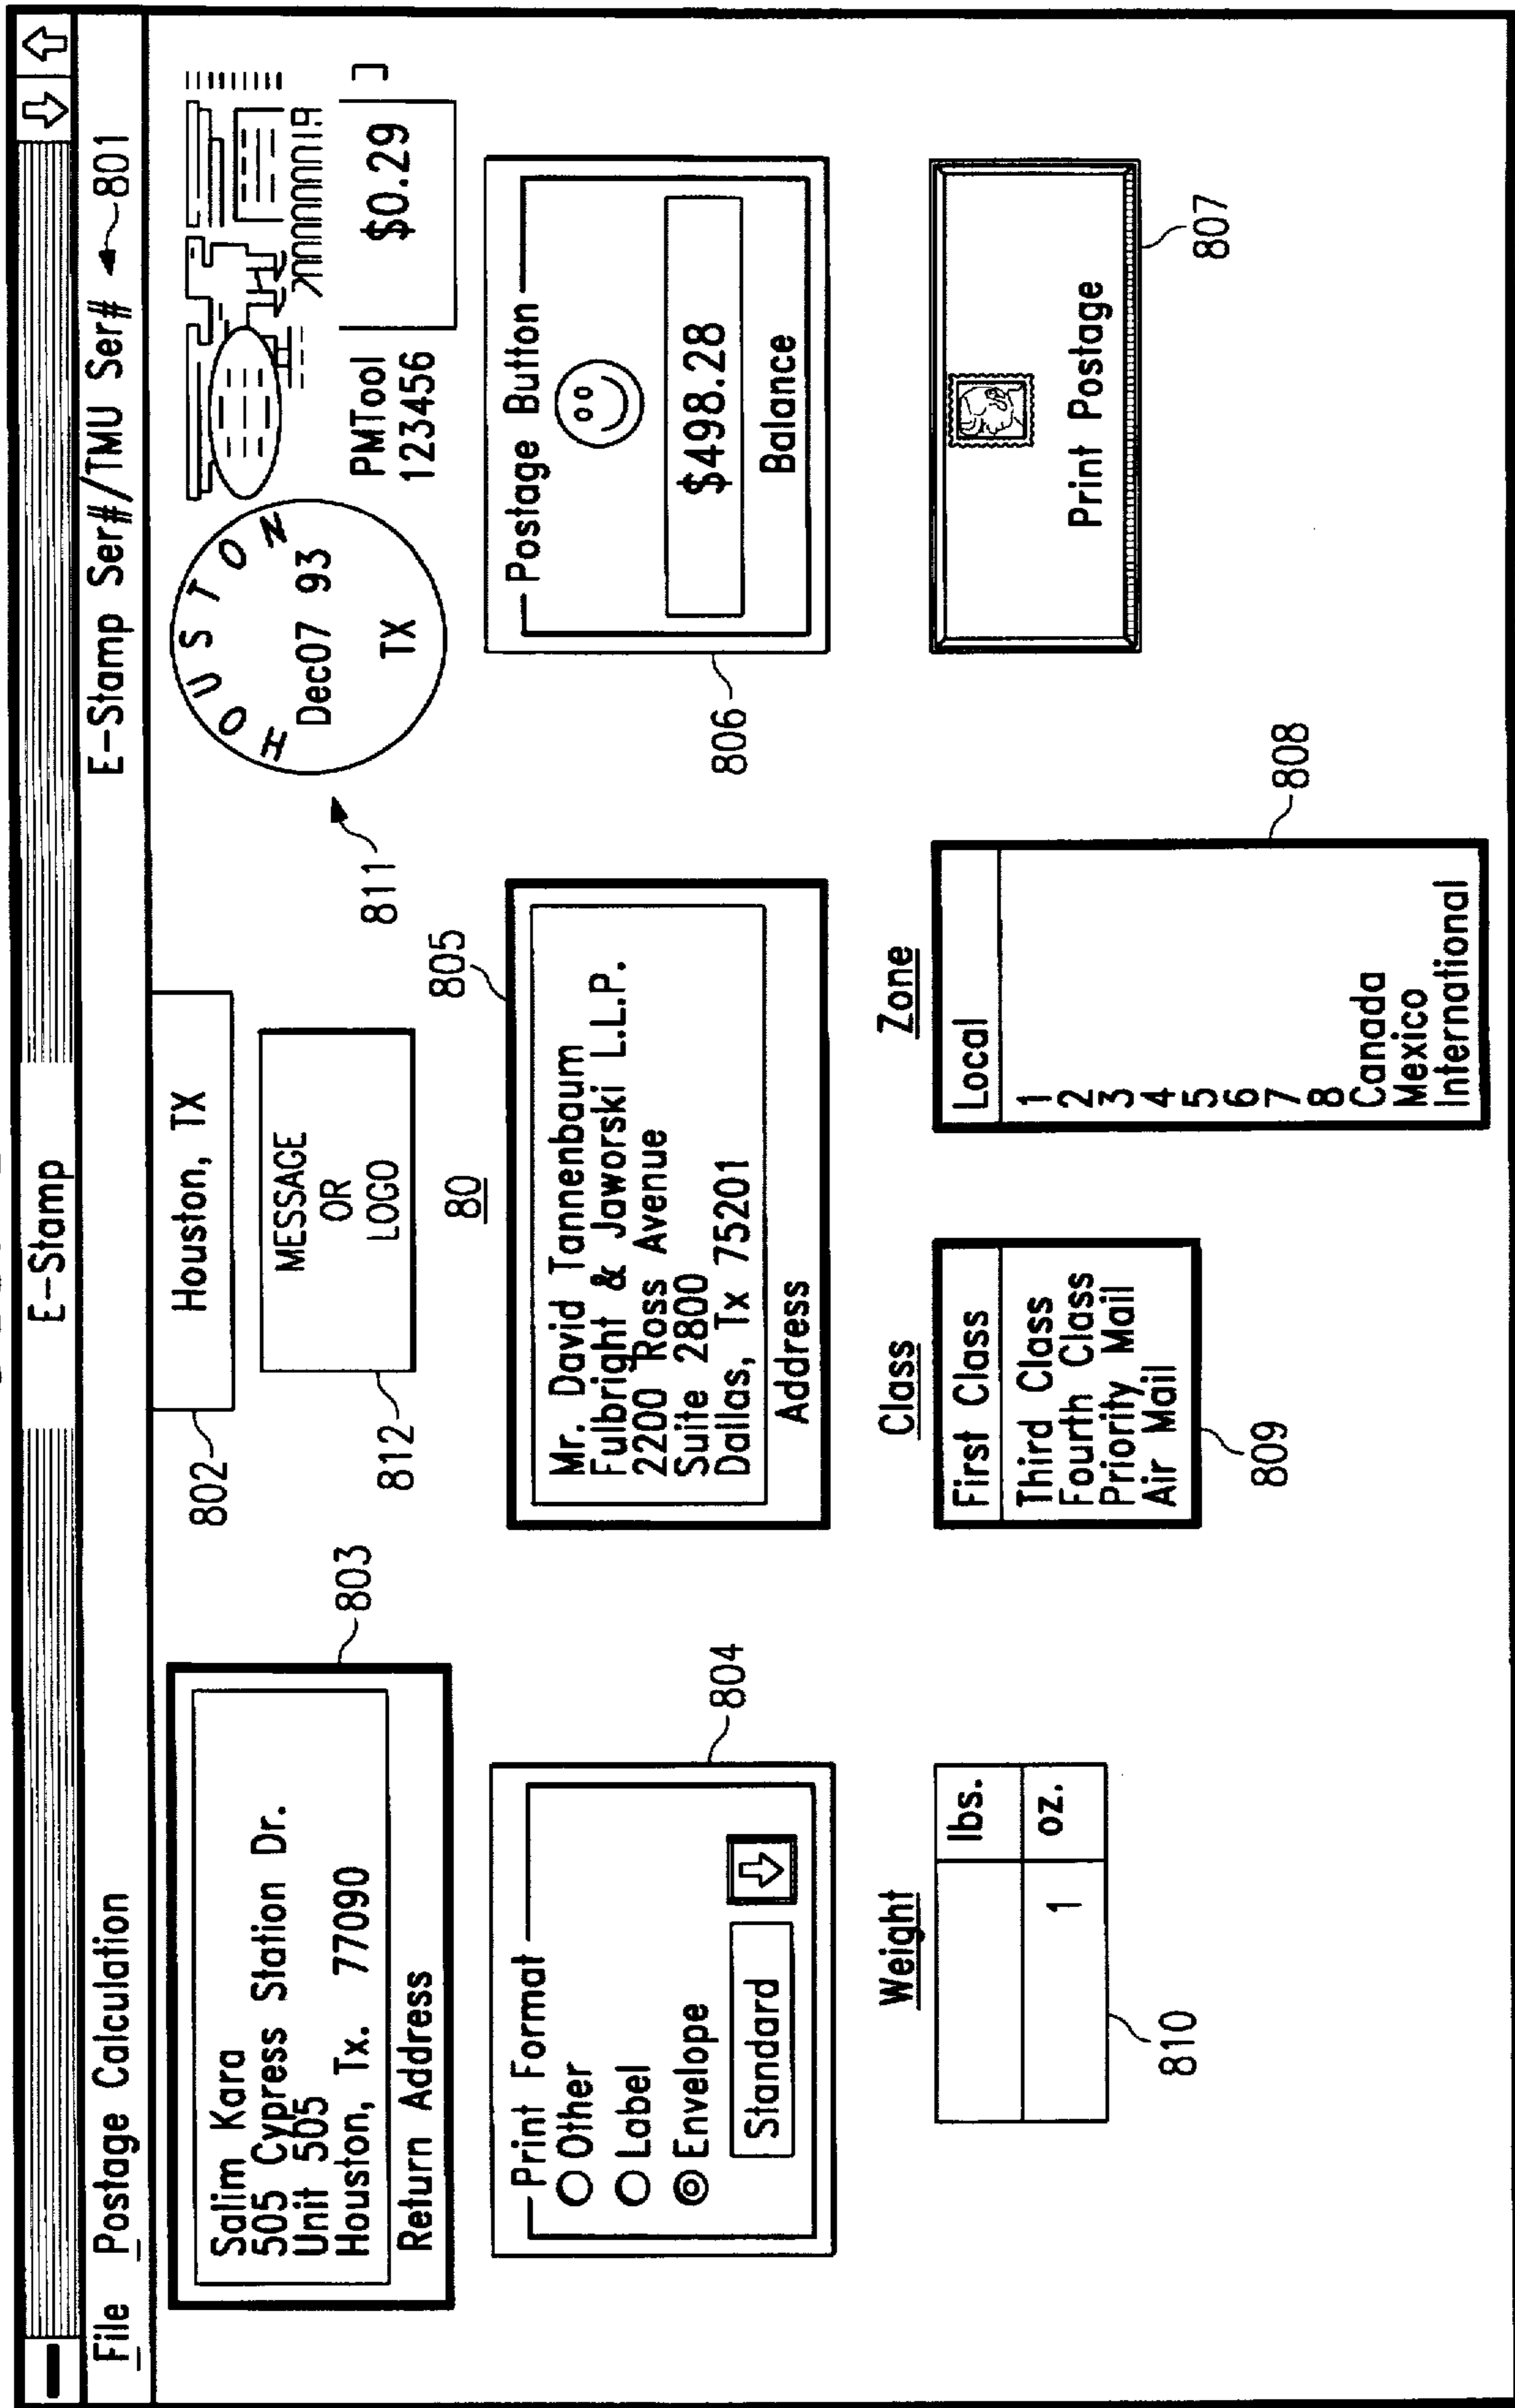 E-Stamp
File Postage Calculation
E-Stamp Ser#/TMU Ser#
801
Salim Kara
505 Cypress Station Dr.
Unit 505
Houston, Tx. 77090
Return Address
803
Houston, TX
802
MESSAGE
OR
LOGO
812
80
HOUSTON
Dec07 93
TX
811
PMTool
123456
$0.29
Print Format
Other
Label
Envelope
Standard
804
Mr. David Tannenbaum
Fulbright & Jaworski L.L.P.
2200 Ross Avenue
Suite 2800
Dallas, Tx 75201
Address
805
Postage Button
$498.28
Balance
806
Weight
lbs.
1 oz.
810
Class
First Class
Third Class
Fourth Class
Priority Mail
Air Mail
809
Zone
Local
1
2
3
4
5
6
7
8
Canada
Mexico
International
808
Print Postage
807